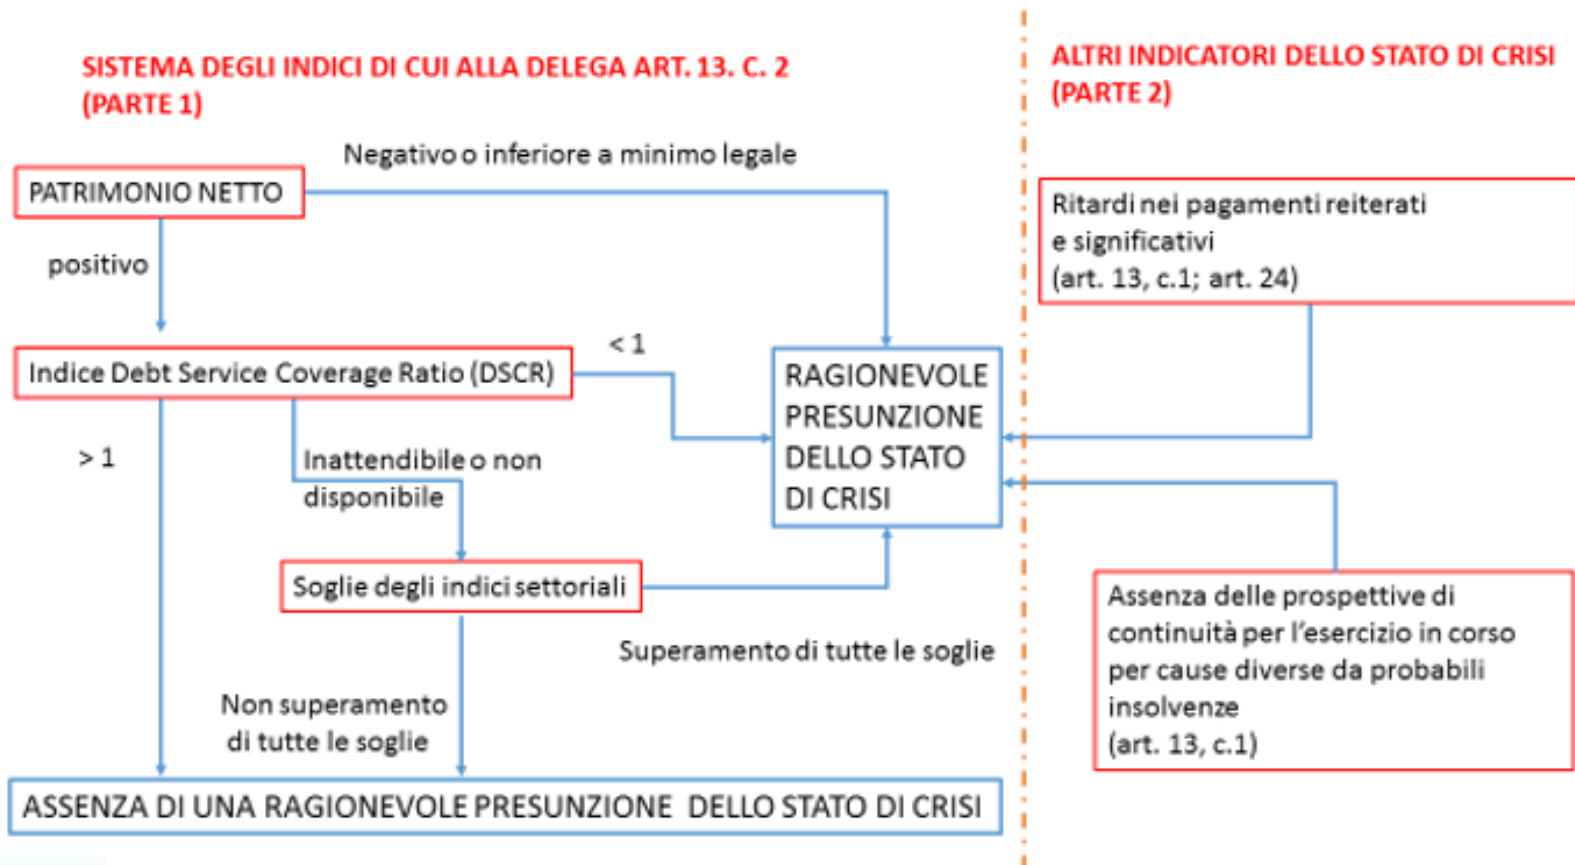 SISTEMA DEGLI INDICI DI CUI ALLA DELEGA ART. 13. C. 2
(PARTE 1)
ALTRI INDICATORI DELLO STATO DI CRISI
(PARTE 2)
Negativo o inferiore a minimo legale
PATRIMONIO NETTO
positivo
Ritardi nei pagamenti reiterati
e significativi
(art. 13, c.1; art. 24)
< 1
Indice Debt Service Coverage Ratio (DSCR)
RAGIONEVOLE
PRESUNZIONE
DELLO STATO
DI CRISI
> 1
Inattendibile o non
disponibile
Soglie degli indici settoriali
Superamento di tutte le soglie
Assenza delle prospettive di
continuità per l'esercizio in corso
per cause diverse da probabili
insolvenze
(art. 13, c.1)
Non superamento
di tutte le soglie
ASSENZA DI UNA RAGIONEVOLE PRESUNZIONE DELLO STATO DI CRISI